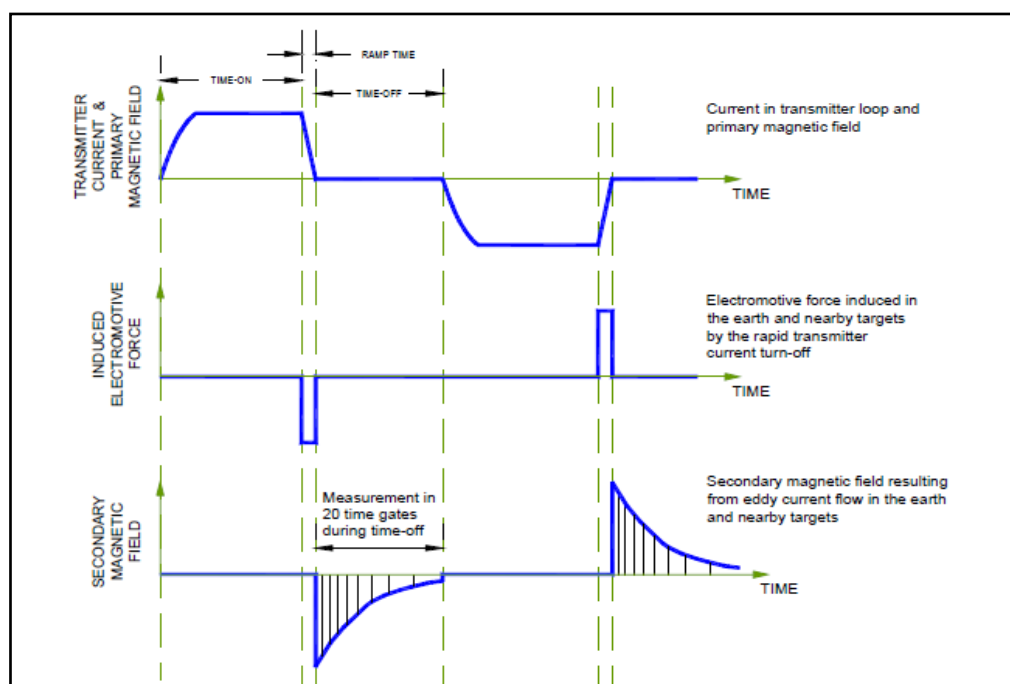 RAMP TIME
TIME-ON
TIME-OFF
TRANSMITTER
CURRENT &
PRIMARY
MAGNETIC FIELD
Current in transmitter loop and
primary magnetic field
TIME
INDUCED
ELECTROMOTIVE
FORCE
Electromotive force induced in
the earth and nearby targets
by the rapid transmitter
current turn-off
TIME
SECONDARY
MAGNETIC
FIELD
Measurement in
20 time gates
during time-off
Secondary magnetic field resulting
from eddy current flow in the earth
and nearby targets
TIME